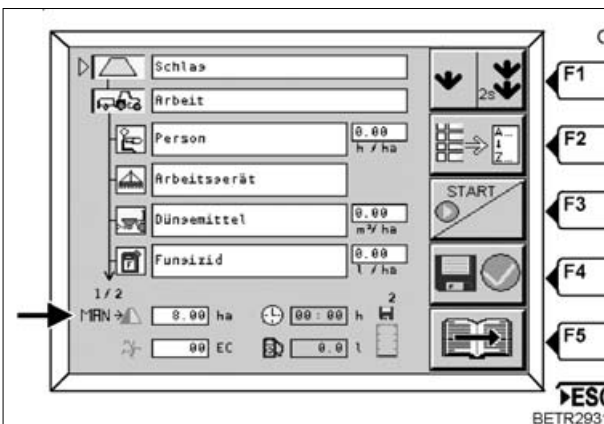 Schlag
Arbeit
Person
0.00
h / ha
Arbeitsgerät
Düngemittel
0.00
m³/ ha
Fungizid
0.00
l / ha
1/2
MAN
8.00 ha
00:00 h
2
00 EC
0.0 l
2s
A...
Z...
START
F1
F2
F3
F4
F5
ESC
BETR293